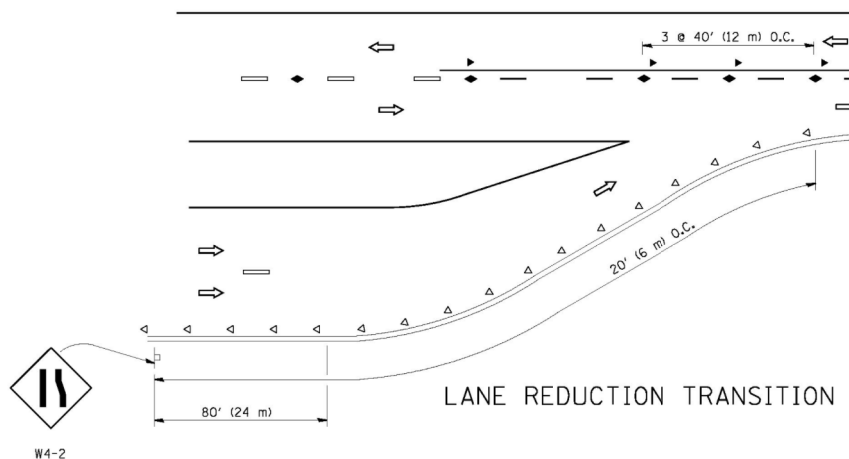 3 @ 40' (12 m) O.C.
20' (6 m) O.C.
80' (24 m)
LANE REDUCTION TRANSITION
W4-2